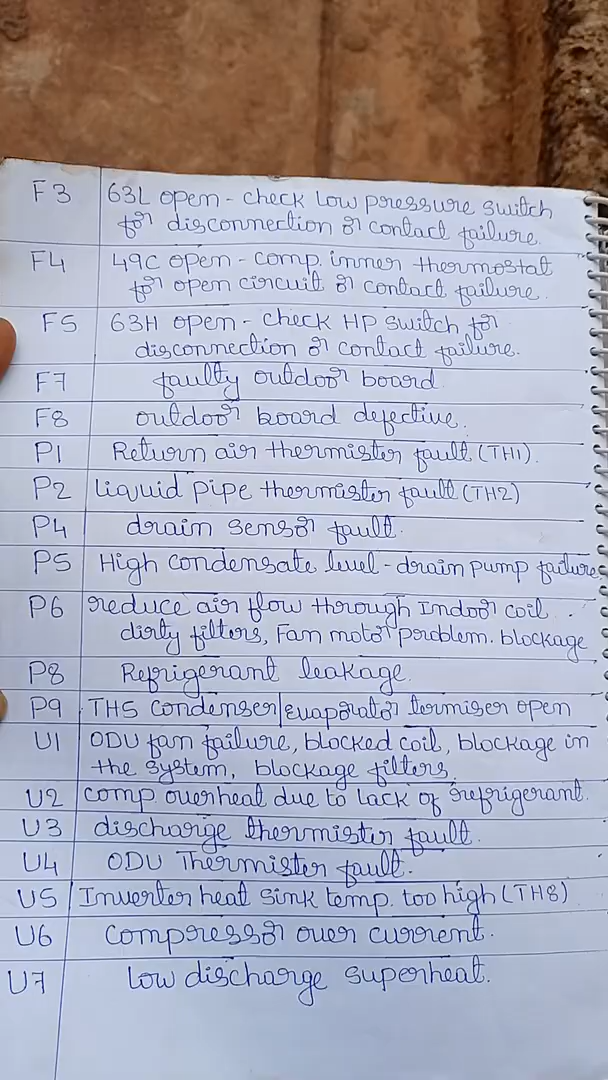 F3 63L open - check low pressure switch
for disconnection or contact failure.
F4 49C open - comp. inner thermostat
for open circuit or contact failure.
F5 63H open - check HP switch for
disconnection or contact failure.
F7 faulty outdoor board
F8 outdoor board defective.
P1 Return air thermister fault (TH1).
P2 liquid pipe thermister fault (TH2)
P4 drain sensor fault.
P5 High condensate level - drain pump failure
P6 reduce air flow through Indoor coil
dirty filters, Fan motor problem. blockage
P8 Refrigerant leakage.
P9 TH5 condenser/evaporator termiser open
U1 ODU fan failure, blocked coil, blockage in
the system, blockage filters,
U2 comp overheat due to lack of refrigerant.
U3 discharge thermister fault.
U4 ODU Thermister fault.
U5 Inverter heat sink temp. too high (TH8)
U6 compressor over current.
U7 low discharge superheat.